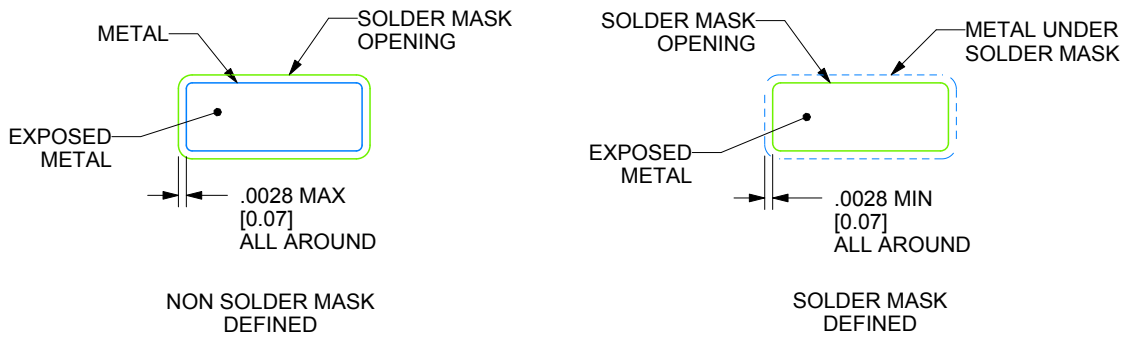 METAL
SOLDER MASK
OPENING
EXPOSED
METAL
.0028 MAX
[0.07]
ALL AROUND
NON SOLDER MASK
DEFINED
SOLDER MASK
OPENING
METAL UNDER
SOLDER MASK
EXPOSED
METAL
.0028 MIN
[0.07]
ALL AROUND
SOLDER MASK
DEFINED